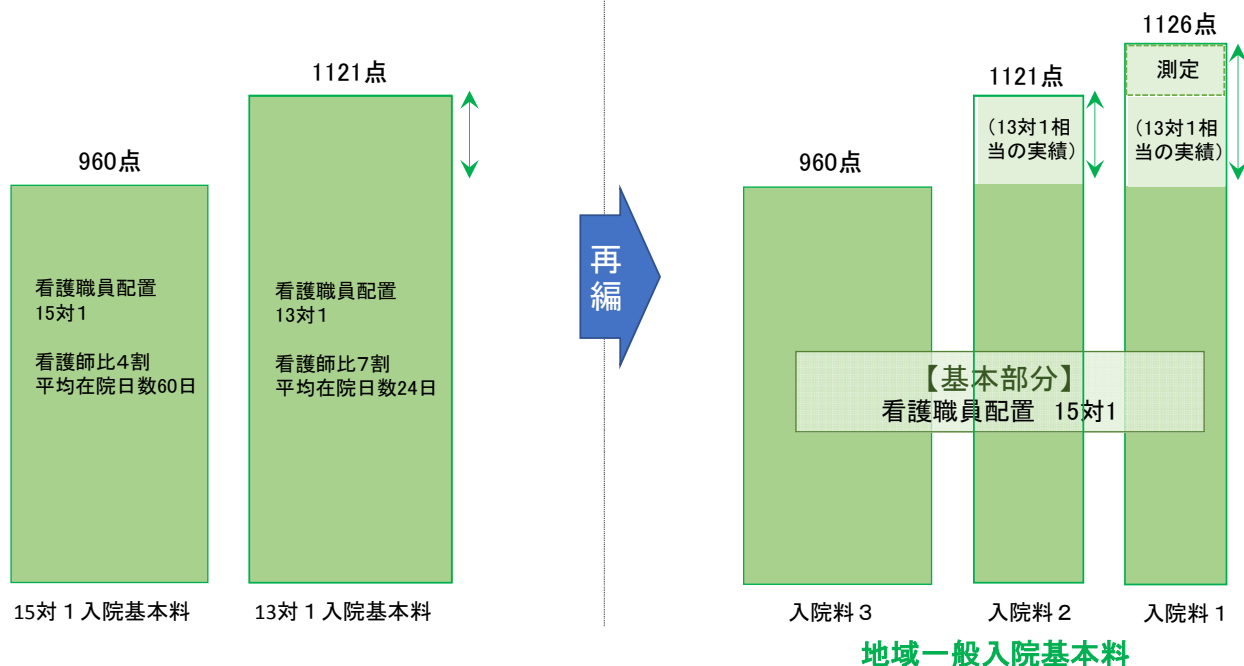 960点
看護職員配置
15対1
看護師比4割
平均在院日数60日
15対１入院基本料
1121点
看護職員配置
13対1
看護師比7割
平均在院日数24日
13対１入院基本料
再
編
960点
入院料３
1121点
(13対1相
当の実績)
入院料２
1126点
測定
(13対1相
当の実績)
入院料１
【基本部分】
看護職員配置　15対1
地域一般入院基本料